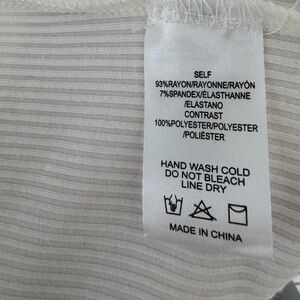 SELF
93%RAYON/RAYONNE/RAYÓN
7%SPANDEX/ÉLASTHANNE
/ELASTANO
CONTRAST
100%POLYESTER/POLYESTER
/POLIÉSTER
HAND WASH COLD
DO NOT BLEACH
LINE DRY
MADE IN CHINA